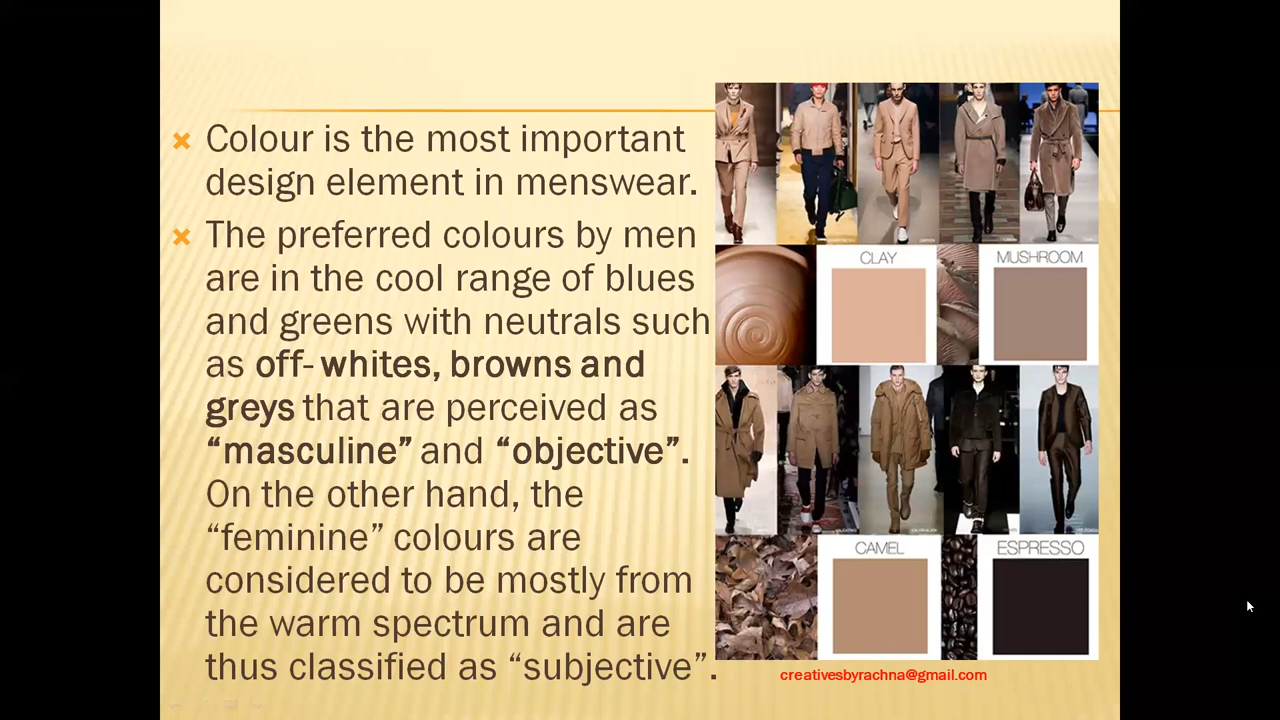 Colour is the most important
design element in menswear.
The preferred colours by men
are in the cool range of blues
and greens with neutrals such
as off- whites, browns and
greys that are perceived as
“masculine” and “objective”.
On the other hand, the
“feminine” colours are
considered to be mostly from
the warm spectrum and are
thus classified as “subjective”.
CLAY
MUSHROOM
CAMEL
ESPRESSO
creativesbyrachna@gmail.com